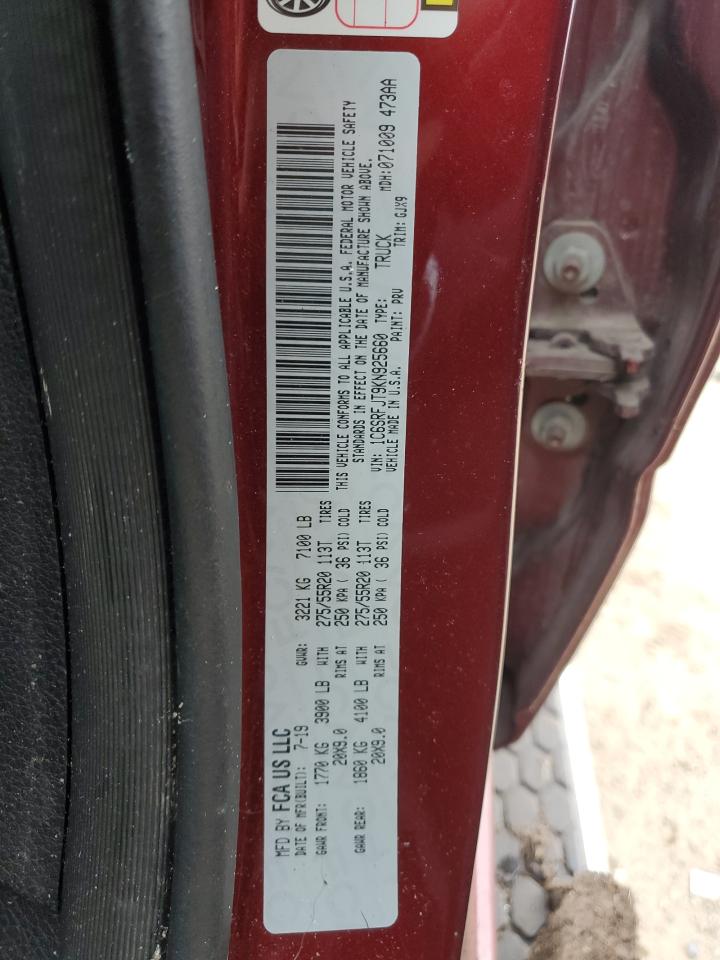 MFD BY FCA US LLC
DATE OF MFR(BUILT): 7-19 GVWR: 3221 KG 7100 LB
GAWR FRONT: 1770 KG 3900 LB WITH 275/55R20 113T TIRES
20X9.0 RIMS AT 250 KPA ( 36 PSI) COLD
GAWR REAR: 1860 KG 4100 LB WITH 275/55R20 113T TIRES
20X9.0 RIMS AT 250 KPA ( 36 PSI) COLD
THIS VEHICLE CONFORMS TO ALL APPLICABLE U.S.A. FEDERAL MOTOR VEHICLE SAFETY
STANDARDS IN EFFECT ON THE DATE OF MANUFACTURE SHOWN ABOVE.
VIN: 1C6SRFJT9KN925660 TYPE: TRUCK MDH:071009 473AA
VEHICLE MADE IN U.S.A. PAINT: PRV TRIM: GJX9